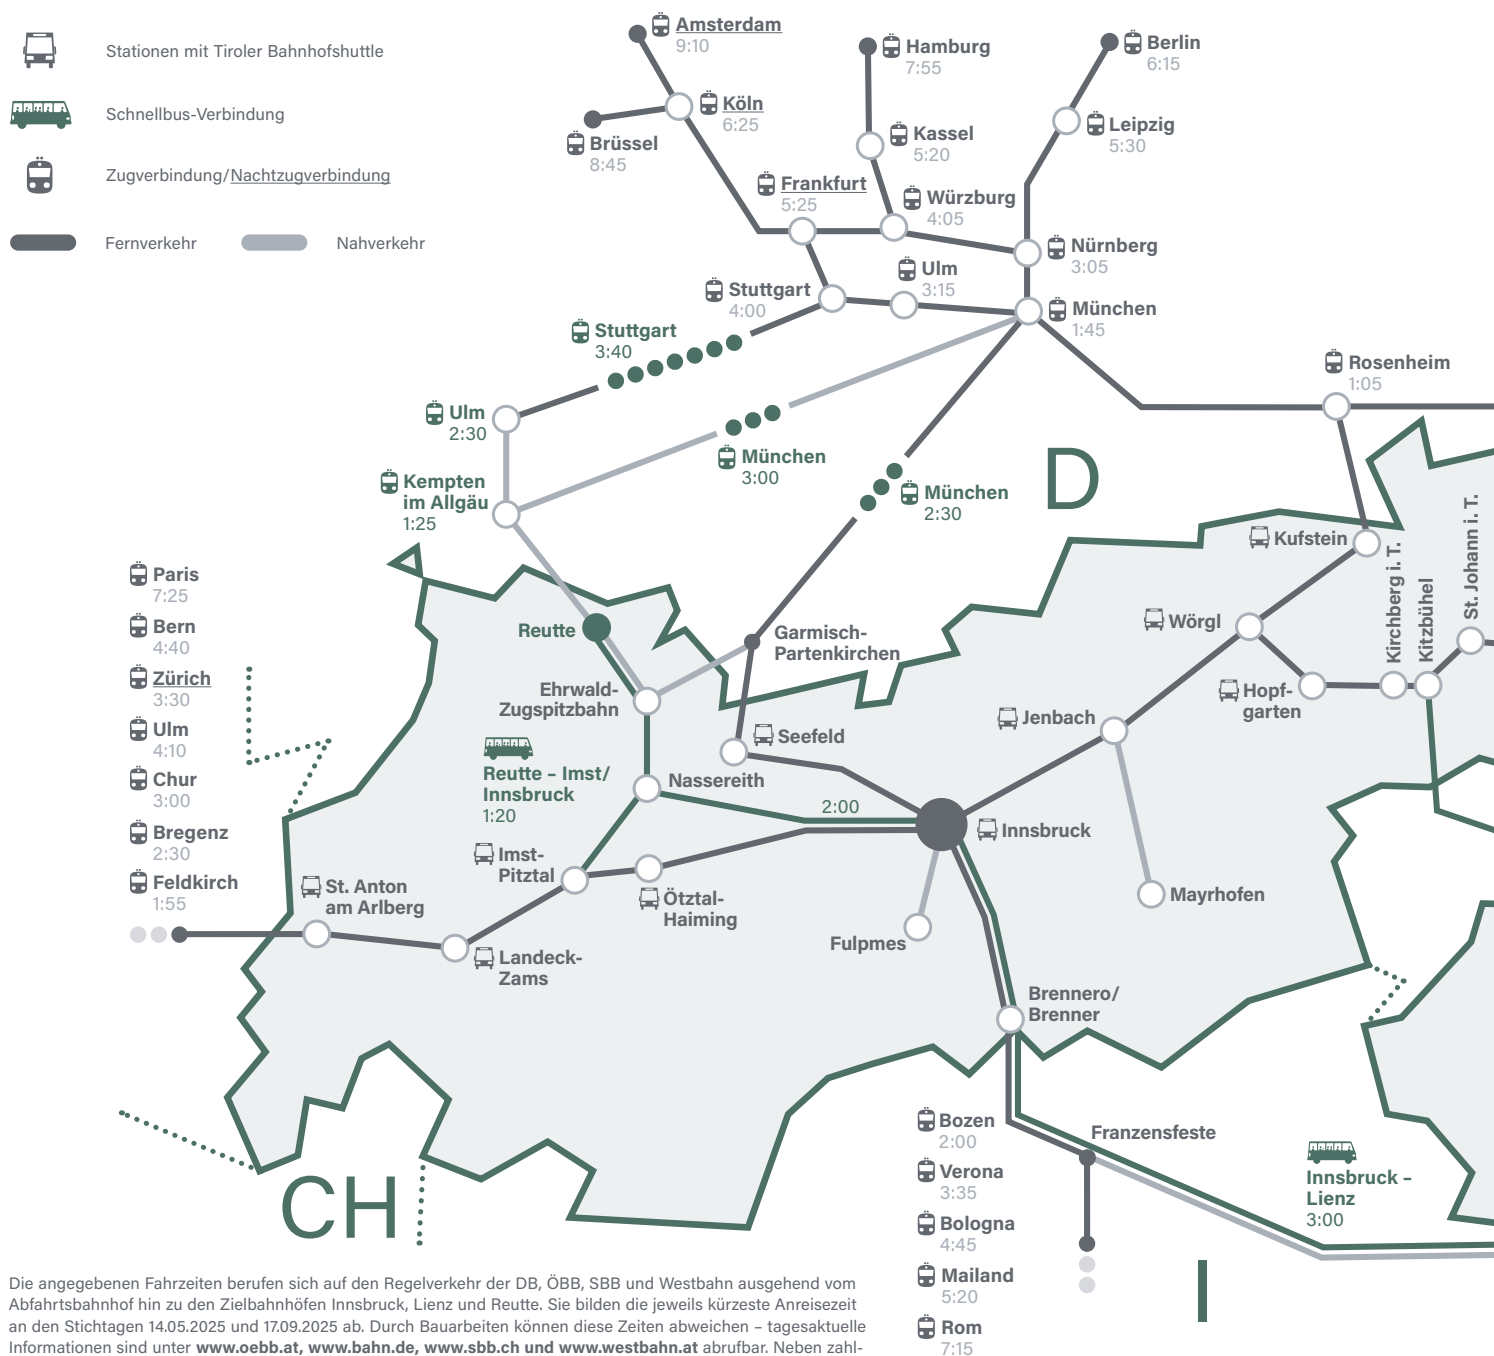 Stationen mit Tiroler Bahnhofshuttle
Schnellbus-Verbindung
Zugverbindung/Nachtzugverbindung
Fernverkehr
Nahverkehr
Amsterdam
9:10
Hamburg
7:55
Berlin
6:15
Köln
6:25
Brüssel
8:45
Kassel
5:20
Leipzig
5:30
Frankfurt
5:25
Würzburg
4:05
Nürnberg
3:05
Ulm
3:15
Stuttgart
4:00
München
1:45
Stuttgart
3:40
Rosenheim
1:05
Ulm
2:30
München
3:00
Kempten
im Allgäu
1:25
München
2:30
D
Kufstein
Kirchberg i. T.
Kitzbühel
St. Johann i. T.
Wörgl
Hopf-
garten
Jenbach
Paris
7:25
Bern
4:40
Zürich
3:30
Ulm
4:10
Chur
3:00
Bregenz
2:30
Feldkirch
1:55
Reutte
Garmisch-
Partenkirchen
Ehrwald-
Zugspitzbahn
Seefeld
Reutte – Imst/
Innsbruck
1:20
Nassereith
2:00
Innsbruck
Imst-
Pitztal
Ötztal-
Haiming
St. Anton
am Arlberg
Landeck-
Zams
Fulpmes
Mayrhofen
Brennero/
Brenner
Bozen
2:00
Verona
3:35
Bologna
4:45
Mailand
5:20
Rom
7:15
Franzensfeste
Innsbruck –
Lienz
3:00
CH
I
Die angegebenen Fahrzeiten berufen sich auf den Regelverkehr der DB, ÖBB, SBB und Westbahn ausgehend vom
Abfahrtsbahnhof hin zu den Zielbahnhöfen Innsbruck, Lienz und Reutte. Sie bilden die jeweils kürzeste Anreisezeit
an den Stichtagen 14.05.2025 und 17.09.2025 ab. Durch Bauarbeiten können diese Zeiten abweichen – tagesaktuelle
Informationen sind unter www.oebb.at, www.bahn.de, www.sbb.ch und www.westbahn.at abrufbar. Neben zahl-